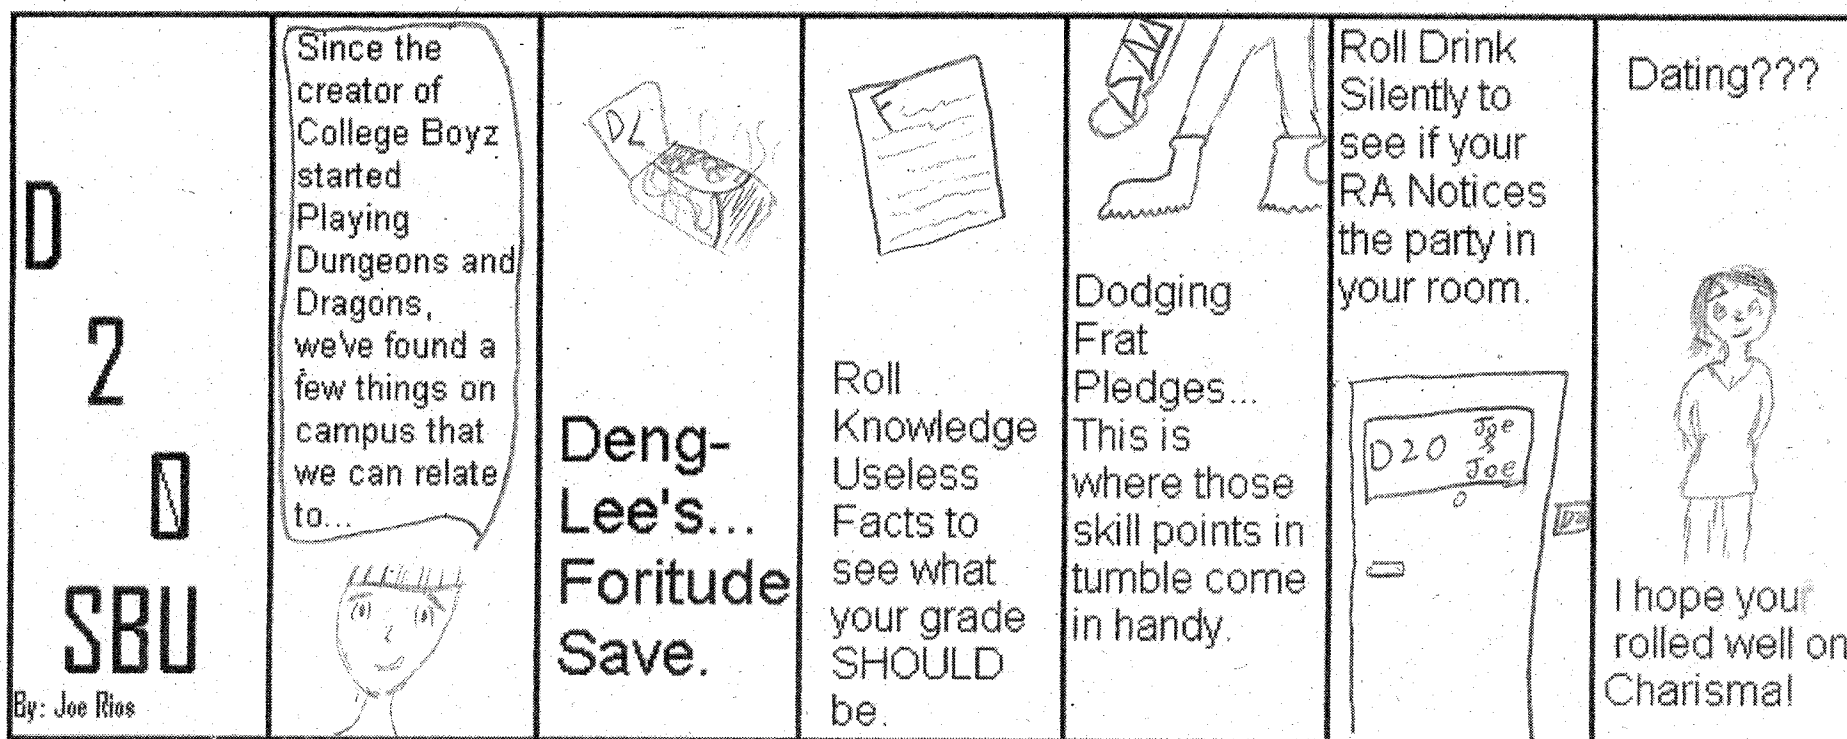 D
2
0
SBU
By: Joe Rios
Since the
creator of
College Boyz
started
Playing
Dungeons and
Dragons,
we've found a
few things on
campus that
we can relate
to...
DL
Deng-
Lee's...
Foritude
Save.
F
Roll
Knowledge
Useless
Facts to
see what
your grade
SHOULD
be.
Dodging
Frat
Pledges...
This is
where those
skill points in
tumble come
in handy.
Roll Drink
Silently to
see if your
RA Notices
the party in
your room.
D20
Joe
&
Joe
Dating???
I hope your
rolled well on
Charisma!